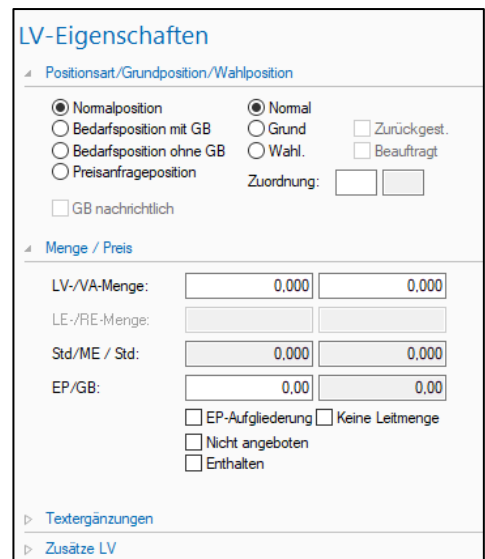 LV-Eigenschaften
Positionsart/Grundposition/Wahlposition
Normalposition Normal
Bedarfsposition mit GB Grund Zurückgest.
Bedarfsposition ohne GB Wahl. Beauftragt
Preisanfrageposition Zuordnung:
GB nachrichtlich
Menge / Preis
LV-/VA-Menge: 0,000 0,000
LE-/RE-Menge:
Std/ME / Std: 0,000 0,000
EP/GB: 0,00 0,00
EP-Aufgliederung Keine Leitmenge
Nicht angeboten
Enthalten
Textergänzungen
Zusätze LV